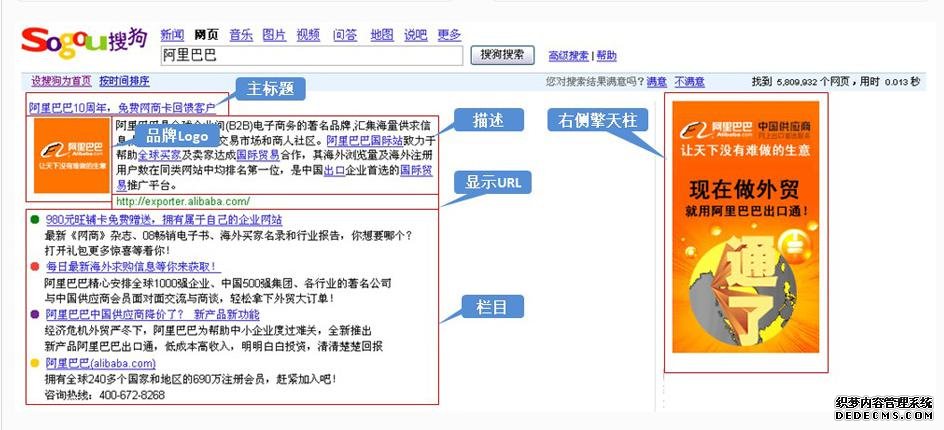 Sogou搜狗
新闻 网页 音乐 图片 视频 问答 地图 说吧 更多
阿里巴巴 搜狗搜索 高级搜索 | 帮助
设搜狗为首页 按时间排序 您对搜索结果满意吗? 满意 不满意 找到 5,809,932 个网页，用时 0.013 秒
主标题
阿里巴巴10周年，免费网商卡回馈客户
品牌Logo
阿里巴巴
让天下没有难做的生意
(B2B)电子商务的著名品牌,汇集海量供求信
交易市场和商人社区。阿里巴巴国际站致力于
帮助全球买家及卖家达成国际贸易合作，其海外浏览量及海外注册
用户数在同类网站中均排名第一位，是中国出口企业首选的国际贸
易推广平台。
http://exporter.alibaba.com/
描述
显示URL
980元旺铺卡免费赠送，拥有属于自己的企业网站
最新《网商》杂志、08畅销电子书、海外买家名录和行业报告，你想要哪个?
打开礼包更多惊喜等着你!
每日最新海外求购信息等你来获取!
阿里巴巴精心安排全球1000强企业、中国500强集团、各行业的著名公司
与中国供应商会员面对面交流与商谈，轻松拿下外贸大订单!
阿里巴巴中国供应商降价了? 新产品新功能
经济危机外贸严冬下，阿里巴巴为帮助中小企业度过难关，全新推出
新产品阿里巴巴出口通，低成本高收入，明明白白投资，清清楚楚回报
阿里巴巴(alibaba.com)
拥有全球240多个国家和地区的690万注册会员，赶紧加入吧!
咨询热线：400-672-8268
栏目
右侧擎天柱
阿里巴巴 中国供应商
网上出口首选服务
让天下没有难做的生意
现在做外贸
就用阿里巴巴出口通!
通
了
织梦内容管理系统
DEDECMS.COM